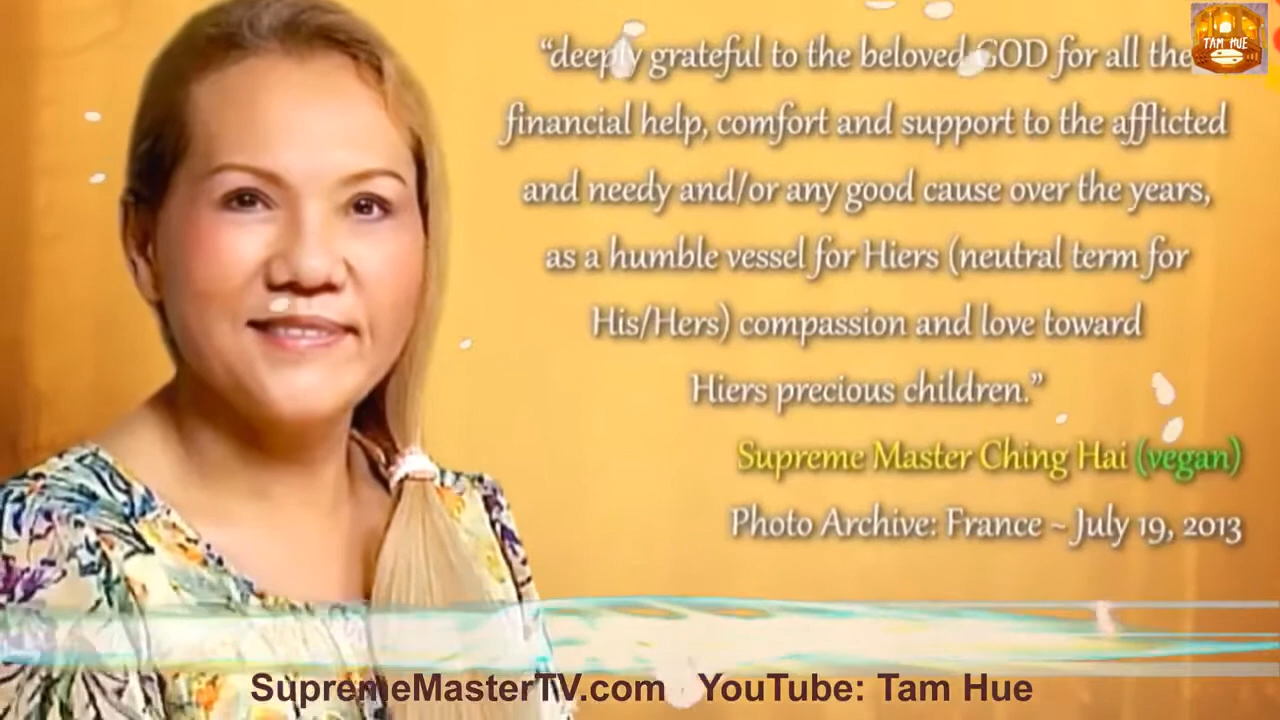 TAM HUE
“deeply grateful to the beloved GOD for all the
financial help, comfort and support to the afflicted
and needy and/or any good cause over the years,
as a humble vessel for Hiers (neutral term for
His/Hers) compassion and love toward
Hiers precious children.”
Supreme Master Ching Hai (vegan)
Photo Archive: France ~ July 19, 2013
SupremeMasterTV.com YouTube: Tam Hue